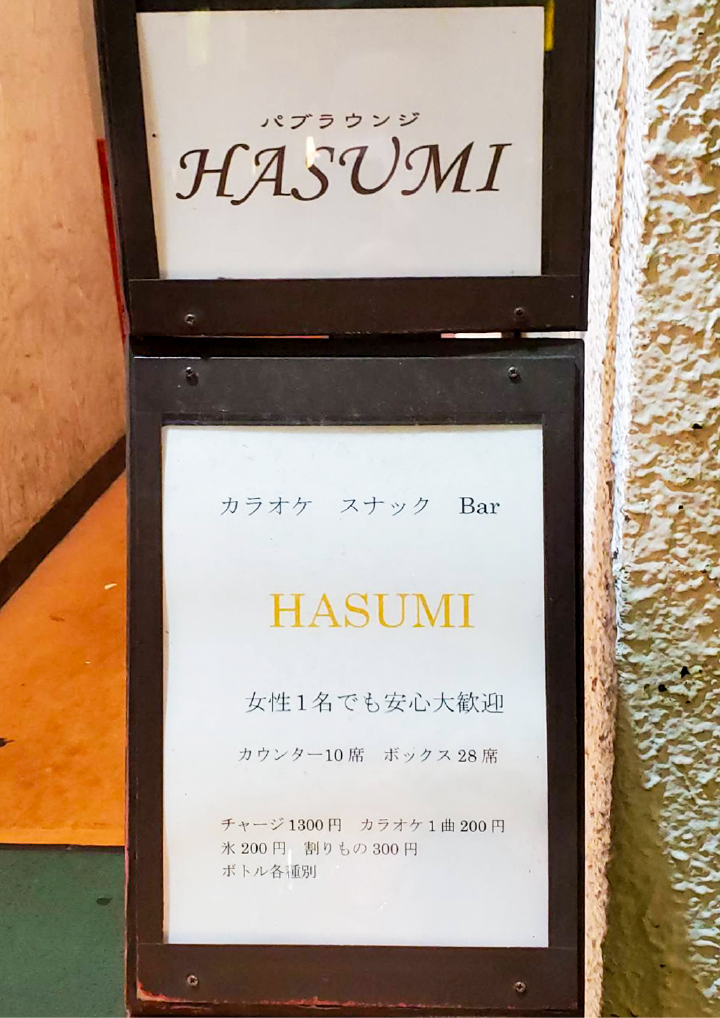 パブラウンジ
HASUMI
カラオケ スナック Bar
HASUMI
女性1名でも安心大歓迎
カウンター10席 ボックス28席
チャージ1300円 カラオケ1曲200円
氷200円 割りもの300円
ボトル各種別